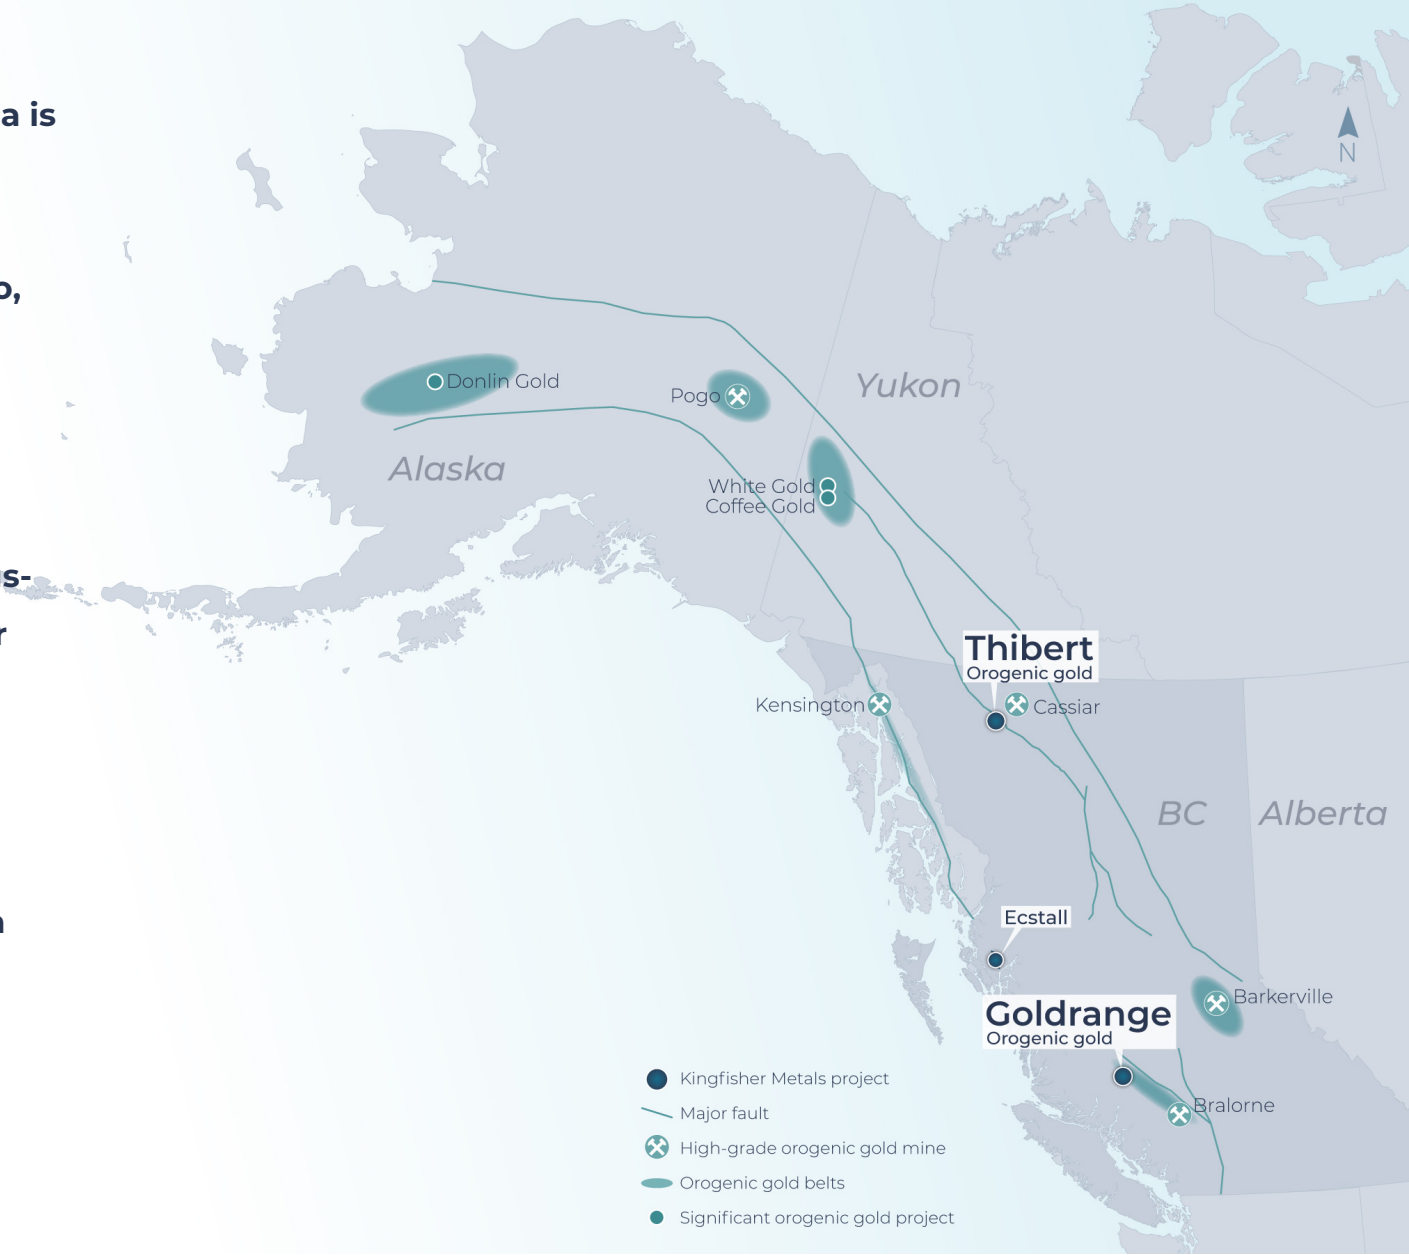 a is
o,
s-
r
N
Yukon
Donlin Gold
Pogo
Alaska
White Gold
Coffee Gold
Thibert
Orogenic gold
Kensington
Cassiar
BC
Alberta
Ecstall
Barkerville
Goldrange
Orogenic gold
Bralorne
Kingfisher Metals project
Major fault
High-grade orogenic gold mine
Orogenic gold belts
Significant orogenic gold project